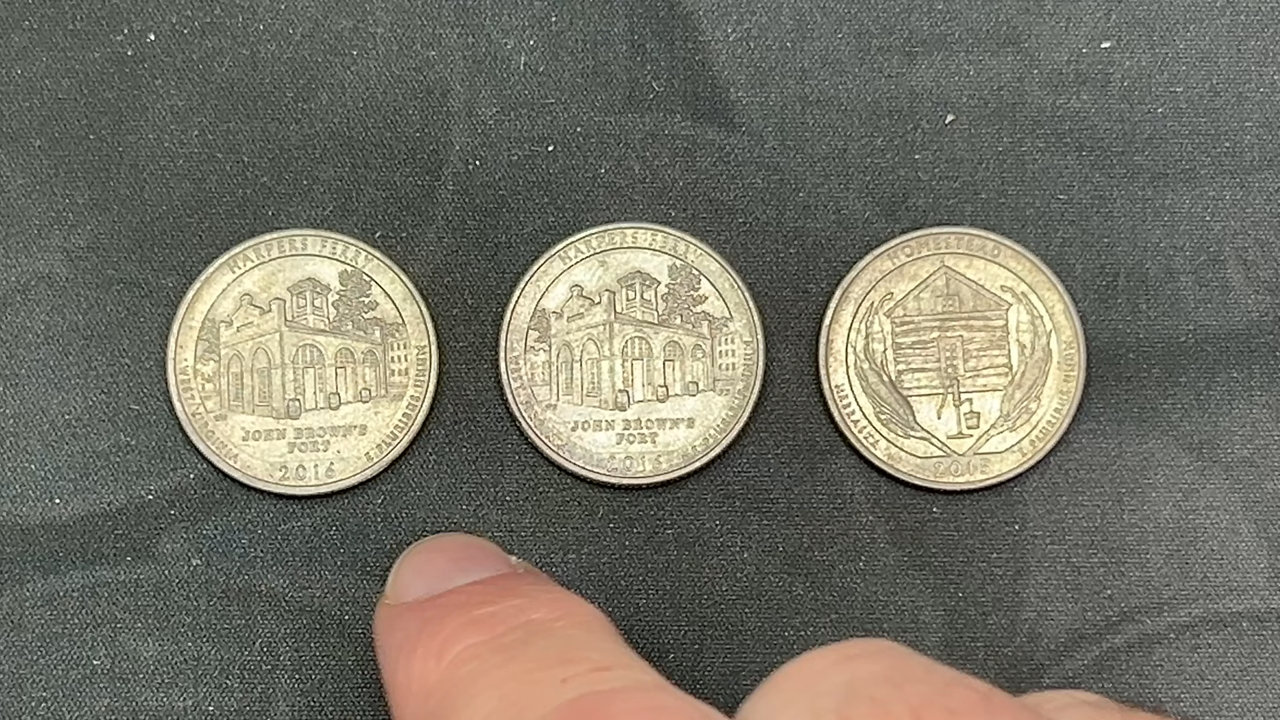 HARPERS FERRY
WEST VIRGINIA
JOHN BROWN'S
FORT
2016
E PLURIBUS UNUM
HARPERS FERRY
JOHN BROWN'S
FORT
2016
HOMESTEAD
NEBRASKA
2015
E PLURIBUS UNUM